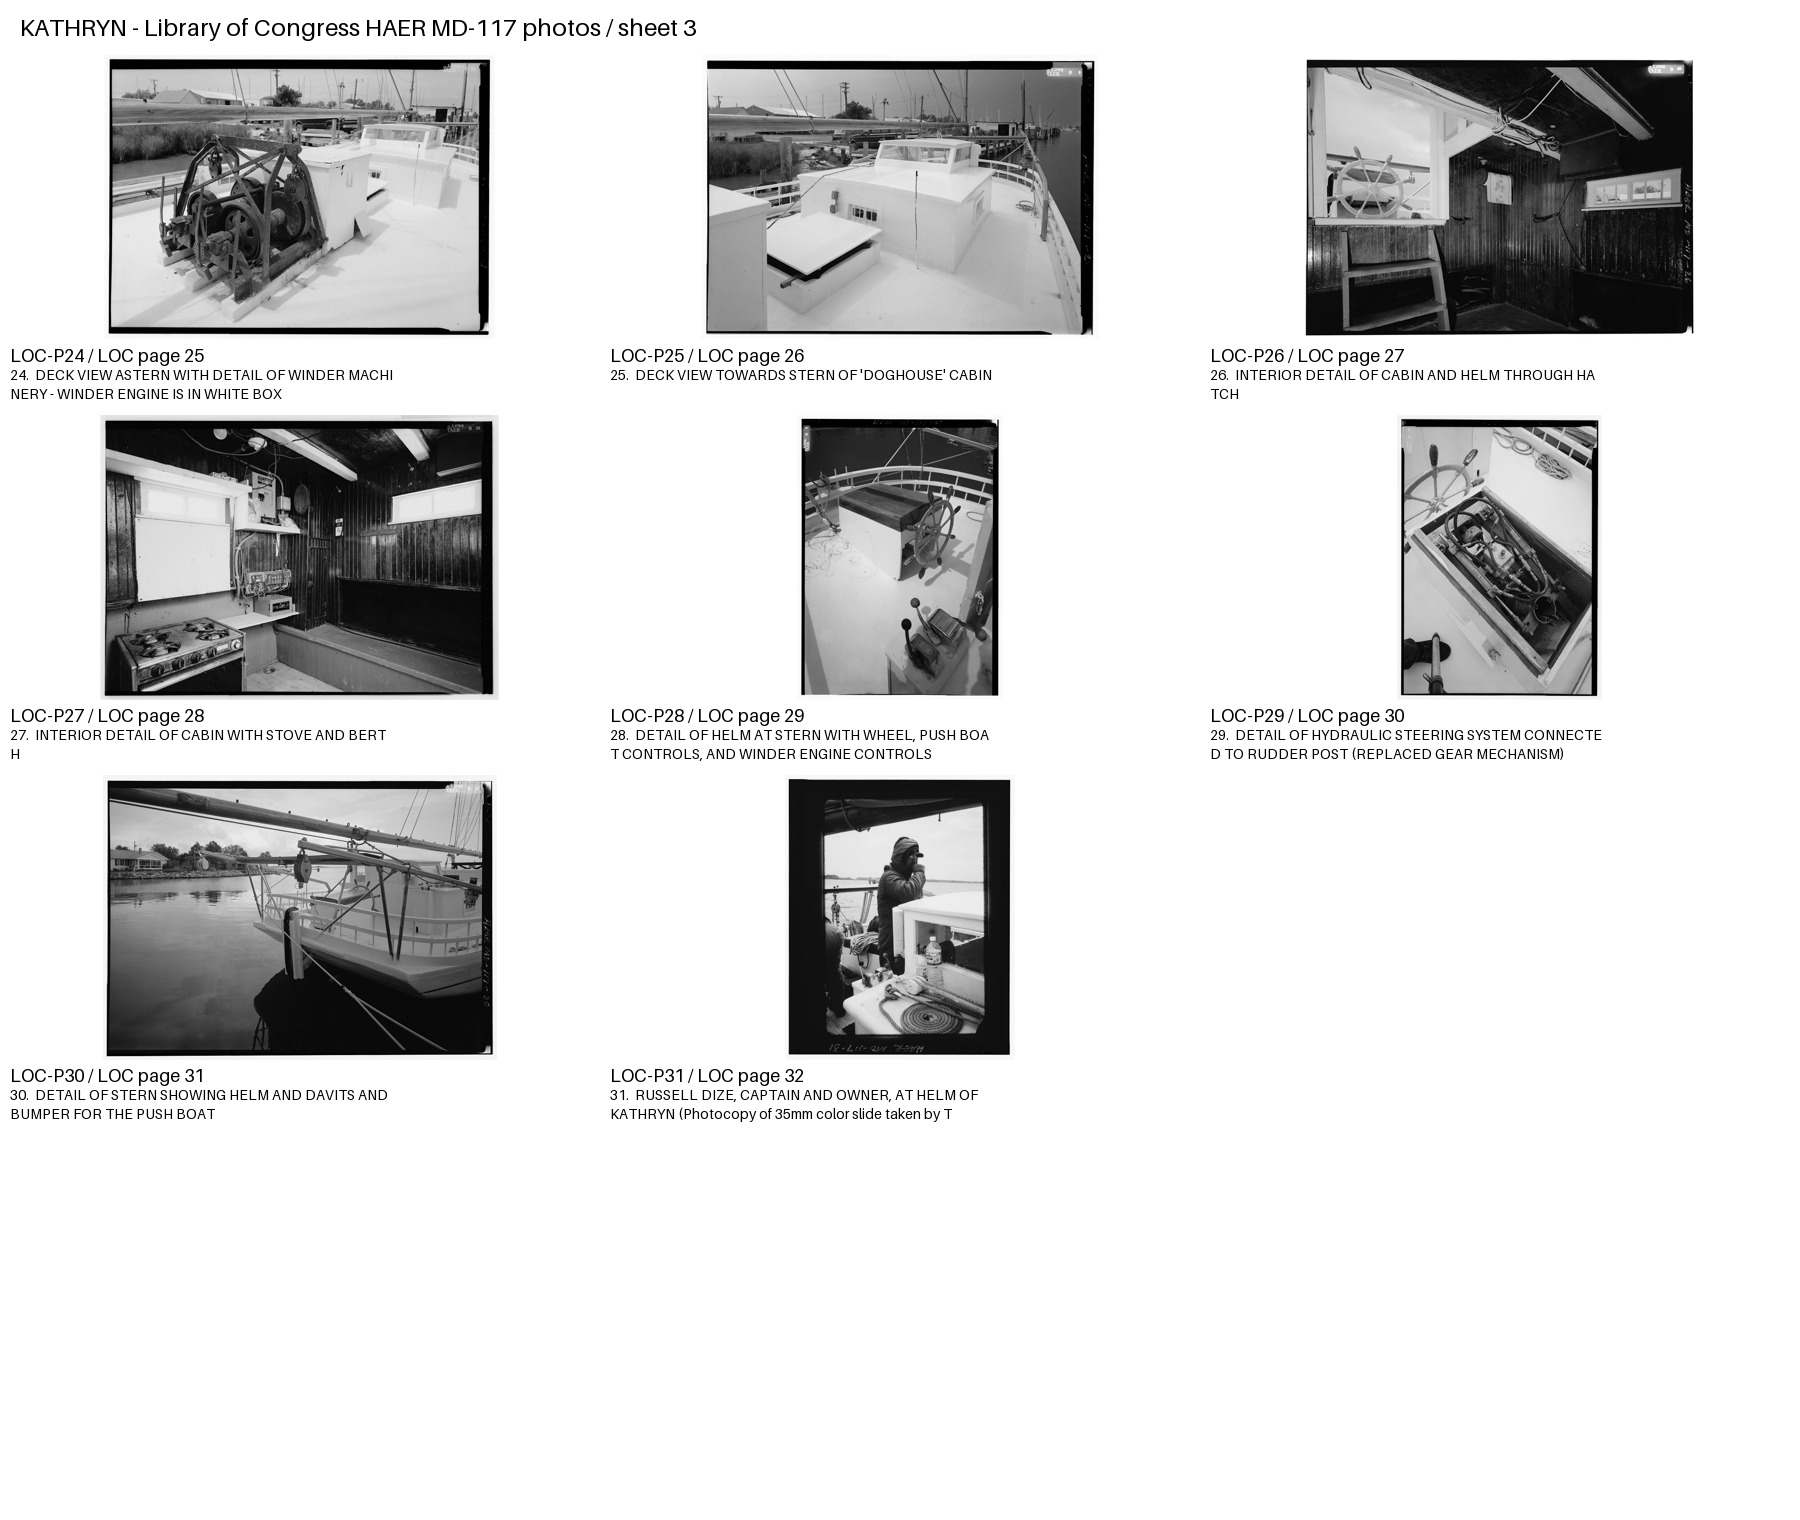 KATHRYN - Library of Congress HAER MD-117 photos / sheet 3
LOC-P24 / LOC page 25
24. DECK VIEW ASTERN WITH DETAIL OF WINDER MACHI
NERY - WINDER ENGINE IS IN WHITE BOX
LOC-P25 / LOC page 26
25. DECK VIEW TOWARDS STERN OF 'DOGHOUSE' CABIN
LOC-P26 / LOC page 27
26. INTERIOR DETAIL OF CABIN AND HELM THROUGH HA
TCH
LOC-P27 / LOC page 28
27. INTERIOR DETAIL OF CABIN WITH STOVE AND BERT
H
LOC-P28 / LOC page 29
28. DETAIL OF HELM AT STERN WITH WHEEL, PUSH BOA
T CONTROLS, AND WINDER ENGINE CONTROLS
LOC-P29 / LOC page 30
29. DETAIL OF HYDRAULIC STEERING SYSTEM CONNECTE
D TO RUDDER POST (REPLACED GEAR MECHANISM)
LOC-P30 / LOC page 31
30. DETAIL OF STERN SHOWING HELM AND DAVITS AND
BUMPER FOR THE PUSH BOAT
HAER MD-117-31
LOC-P31 / LOC page 32
31. RUSSELL DIZE, CAPTAIN AND OWNER, AT HELM OF
KATHRYN (Photocopy of 35mm color slide taken by T